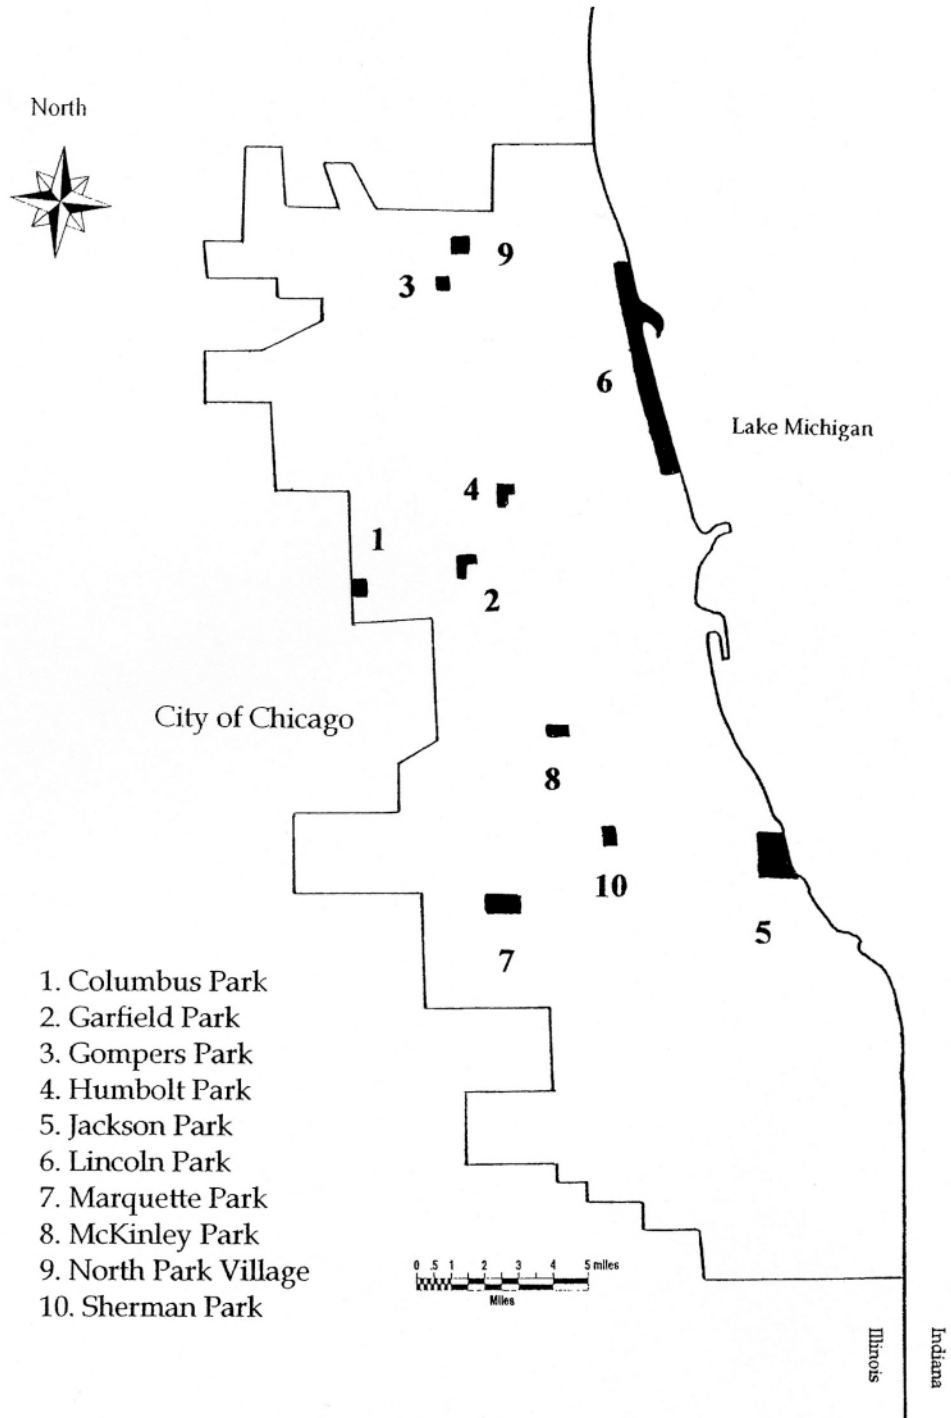 North
9
3
6
Lake Michigan
4
1
2
City of Chicago
8
10
5
7
1. Columbus Park
2. Garfield Park
3. Gompers Park
4. Humbolt Park
5. Jackson Park
6. Lincoln Park
7. Marquette Park
8. McKinley Park
9. North Park Village
10. Sherman Park
0 .5 1 2 3 4 5 miles
Miles
Illinois
Indiana